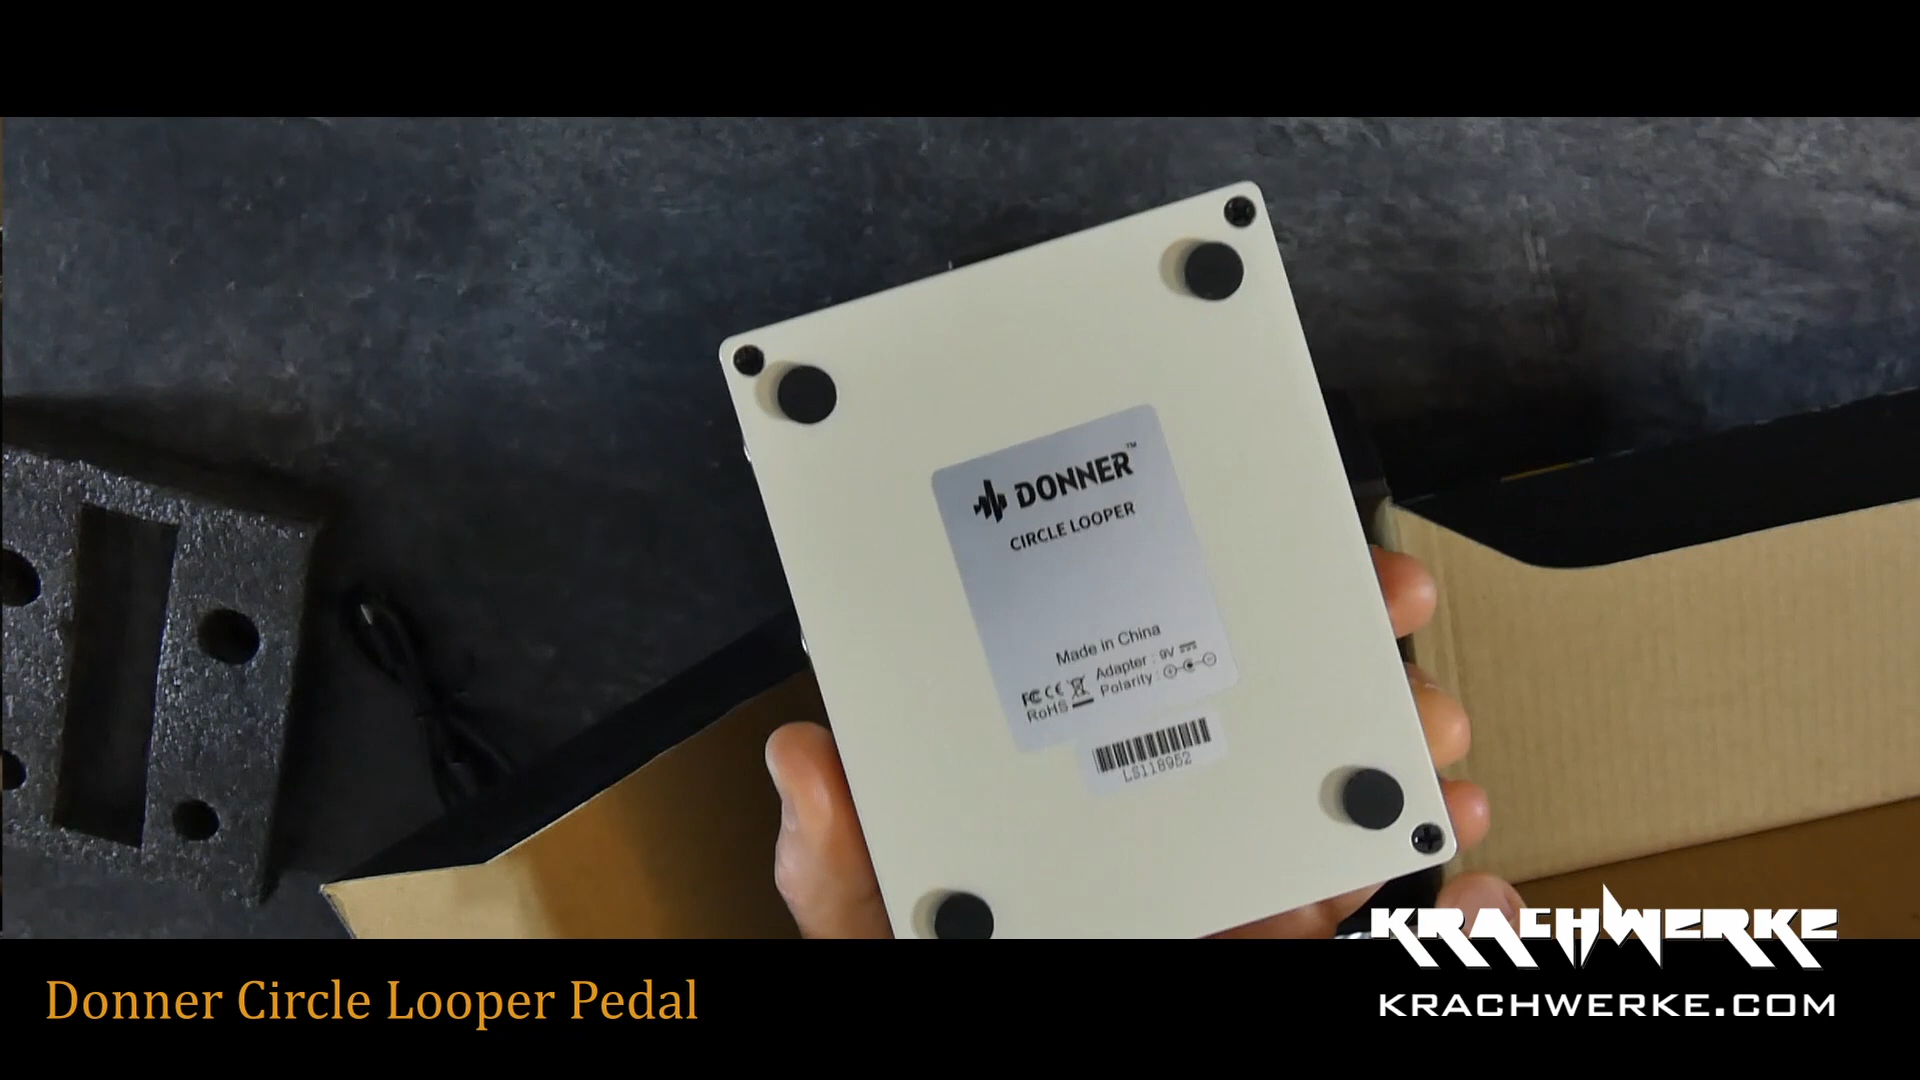 DONNER™
CIRCLE LOOPER
Made in China
FC CE
Adapter : 9V
RoHS
Polarity :
LS118952
KRACHWERKE
Donner Circle Looper Pedal
KRACHWERKE.COM